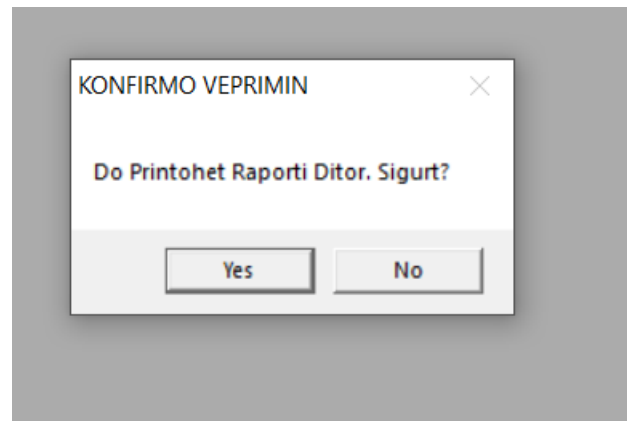 KONFIRMO VEPRIMIN
Do Printohet Raporti Ditor. Sigurt?
Yes No